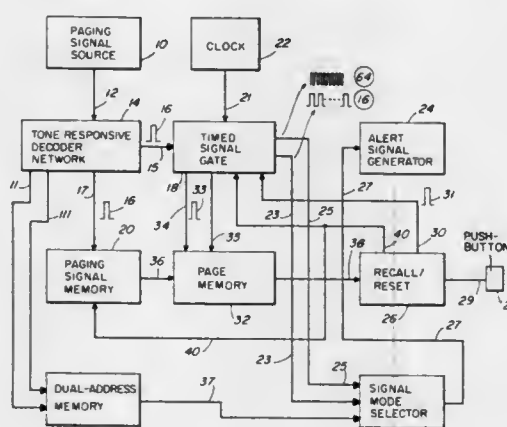 PAGING
SIGNAL
SOURCE
10
CLOCK
22
12
14
21
64
16
TONE RESPONSIVE
DECODER
NETWORK
16
15
TIMED
SIGNAL
GATE
24
ALERT
SIGNAL
GENERATOR
11
111
17
16
18
34
33
35
23
25
27
31
40
30
PUSH-
BUTTON
20
PAGING
SIGNAL
MEMORY
36
PAGE
MEMORY
32
38
RECALL/
RESET
26
29
40
23
25
27
DUAL-ADDRESS
MEMORY
37
SIGNAL
MODE
SELECTOR